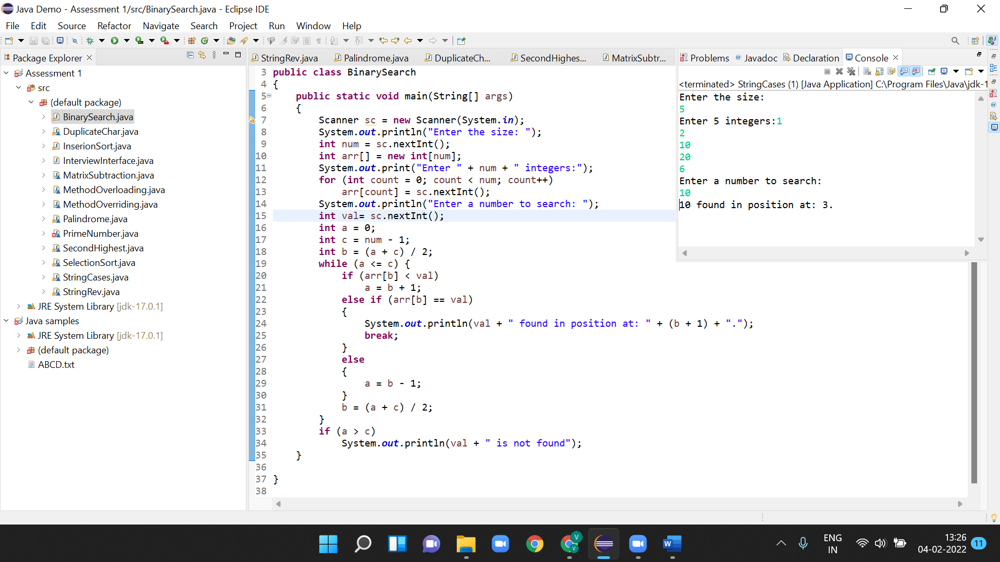 Java Demo - Assessment 1/src/BinarySearch.java - Eclipse IDE
File Edit Source Refactor Navigate Search Project Run Window Help
Package Explorer
Assessment 1
src
(default package)
BinarySearch.java
DuplicateChar.java
InserionSort.java
InterviewInterface.java
MatrixSubtraction.java
MethodOverloading.java
MethodOverriding.java
Palindrome.java
PrimeNumber.java
SecondHighest.java
SelectionSort.java
StringCases.java
StringRev.java
JRE System Library [jdk-17.0.1]
Java samples
JRE System Library [jdk-17.0.1]
(default package)
ABCD.txt
StringRev.java Palindrome.java DuplicateCh... SecondHighes... MatrixSubtr...
3 public class BinarySearch
4 {
5 public static void main(String[] args)
6 {
7 Scanner sc = new Scanner(System.in);
8 System.out.println("Enter the size: ");
9 int num = sc.nextInt();
10 int arr[] = new int[num];
11 System.out.print("Enter " + num + " integers:");
12 for (int count = 0; count < num; count++)
13 arr[count] = sc.nextInt();
14 System.out.println("Enter a number to search: ");
15 int val= sc.nextInt();
16 int a = 0;
17 int c = num - 1;
18 int b = (a + c) / 2;
19 while (a <= c) {
20 if (arr[b] < val)
21 a = b + 1;
22 else if (arr[b] == val)
23 {
24 System.out.println(val + " found in position at: " + (b + 1) + ".");
25 break;
26 }
27 else
28 {
29 a = b - 1;
30 }
31 b = (a + c) / 2;
32 }
33 if (a > c)
34 System.out.println(val + " is not found");
35 }
36
37 }
38
Problems @ Javadoc Declaration Console
<terminated> StringCases (1) [Java Application] C:\Program Files\Java\jdk-1
Enter the size:
5
Enter 5 integers:1
2
10
20
6
Enter a number to search:
10
10 found in position at: 3.
V
V
W
ENG
IN
13:26
04-02-2022
11